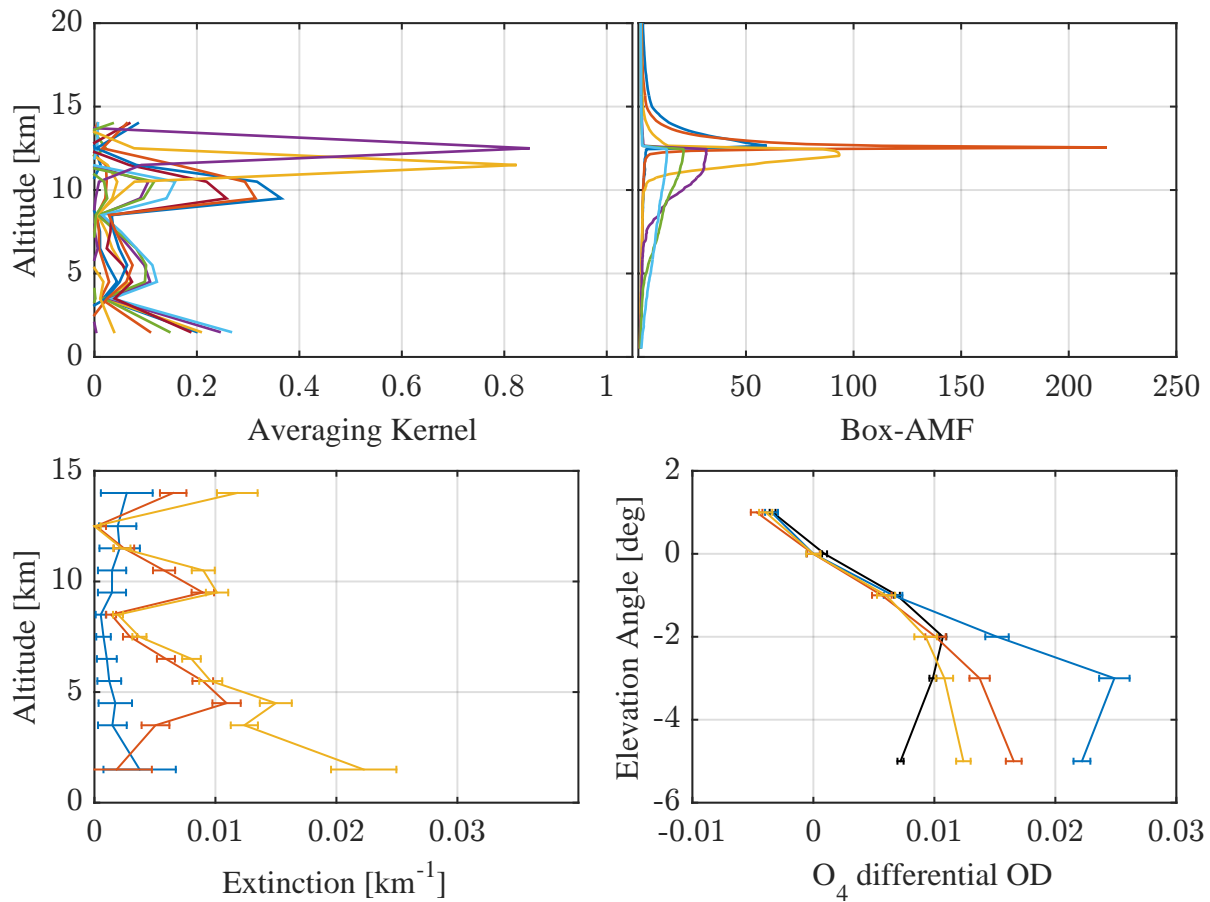 20
15
10
5
0
Altitude [km]
0 0.2 0.4 0.6 0.8 1
Averaging Kernel
50 100 150 200 250
Box-AMF
15
10
5
0
Altitude [km]
0 0.01 0.02 0.03
Extinction [km⁻¹]
2
0
-2
-4
-6
Elevation Angle [deg]
-0.01 0 0.01 0.02 0.03
O₄ differential OD